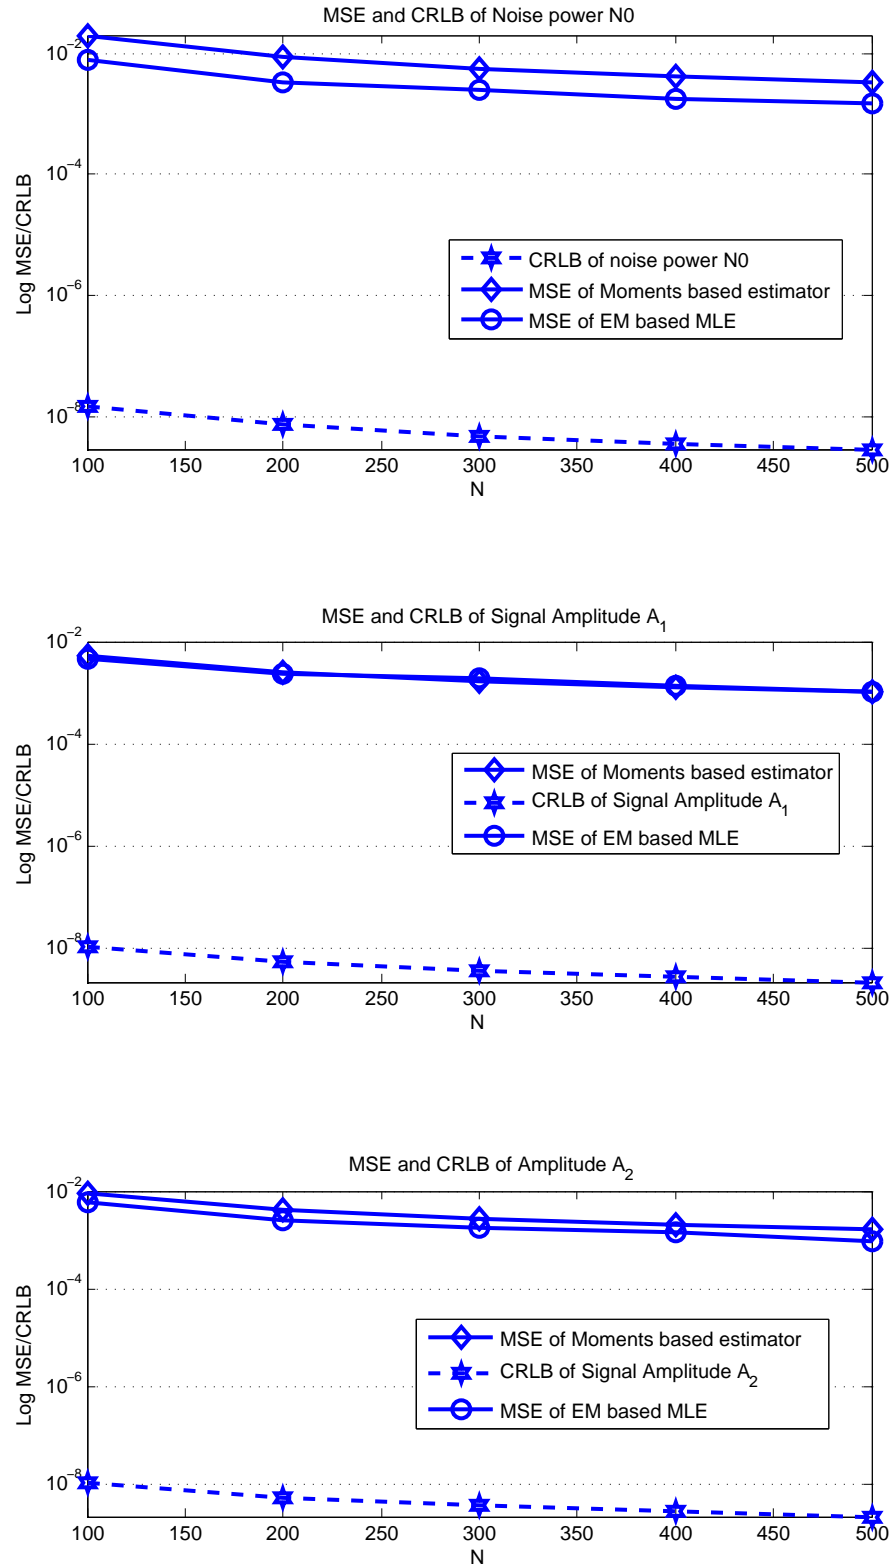 MSE and CRLB of Noise power N0
10^−2
10^−4
10^−6
10^−8
Log MSE/CRLB
CRLB of noise power N0
MSE of Moments based estimator
MSE of EM based MLE
100 150 200 250 300 350 400 450 500
N
MSE and CRLB of Signal Amplitude A_1
10^−2
10^−4
10^−6
10^−8
Log MSE/CRLB
MSE of Moments based estimator
CRLB of Signal Amplitude A_1
MSE of EM based MLE
100 150 200 250 300 350 400 450 500
N
MSE and CRLB of Amplitude A_2
10^−2
10^−4
10^−6
10^−8
Log MSE/CRLB
MSE of Moments based estimator
CRLB of Signal Amplitude A_2
MSE of EM based MLE
100 150 200 250 300 350 400 450 500
N